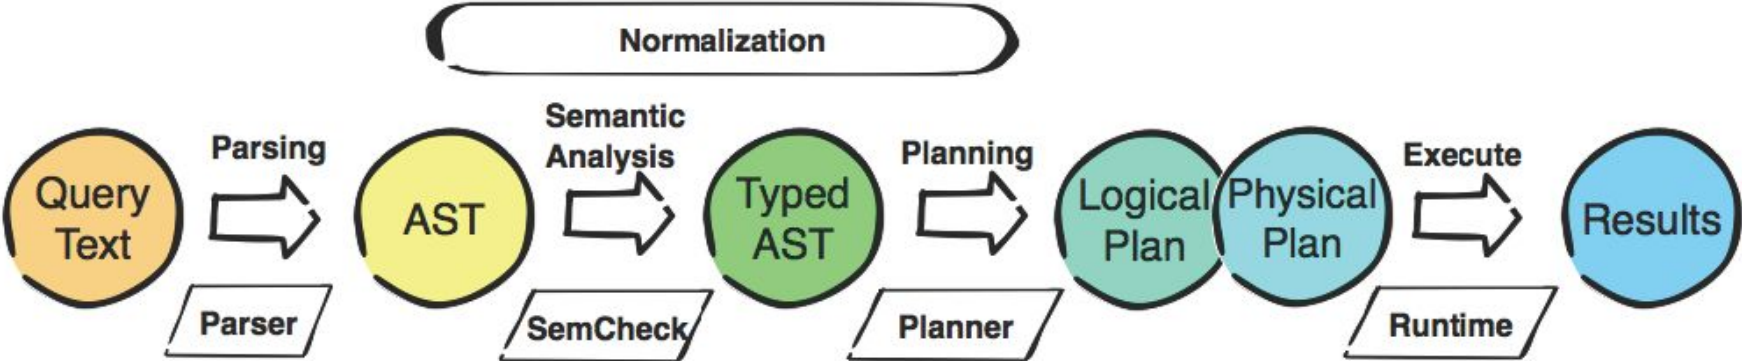 Normalization
Query
Text
Parsing
Parser
AST
Semantic
Analysis
SemCheck
Typed
AST
Planning
Planner
Logical
Plan
Physical
Plan
Execute
Runtime
Results